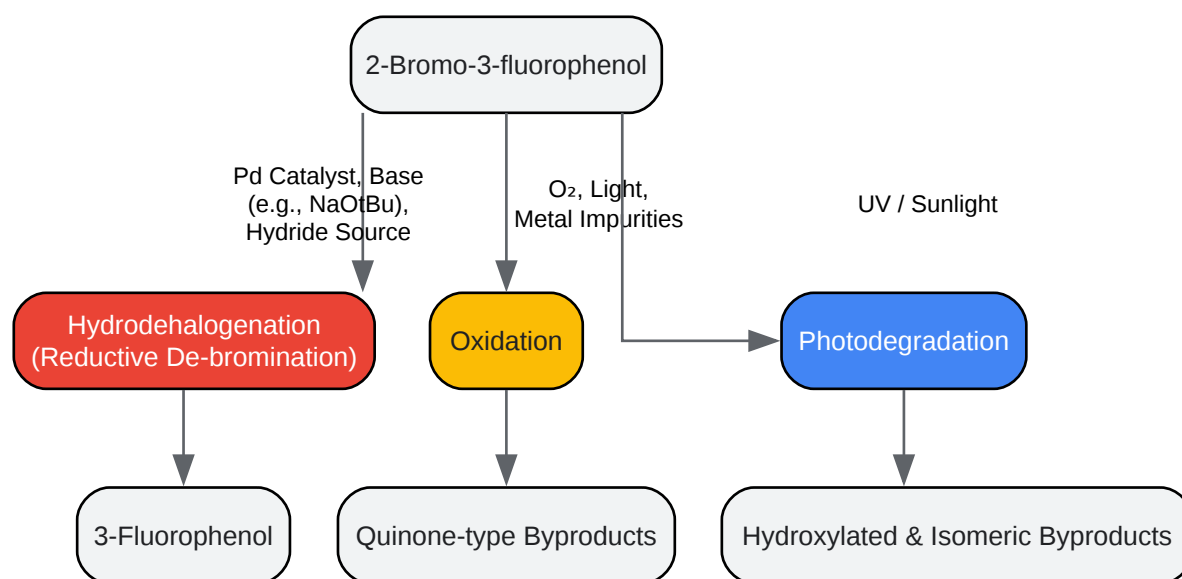 2-Bromo-3-fluorophenol
Pd Catalyst, Base
(e.g., NaOtBu),
Hydride Source
O₂, Light,
Metal Impurities
UV / Sunlight
Hydrodehalogenation
(Reductive De-bromination)
Oxidation
Photodegradation
3-Fluorophenol
Quinone-type Byproducts
Hydroxylated & Isomeric Byproducts